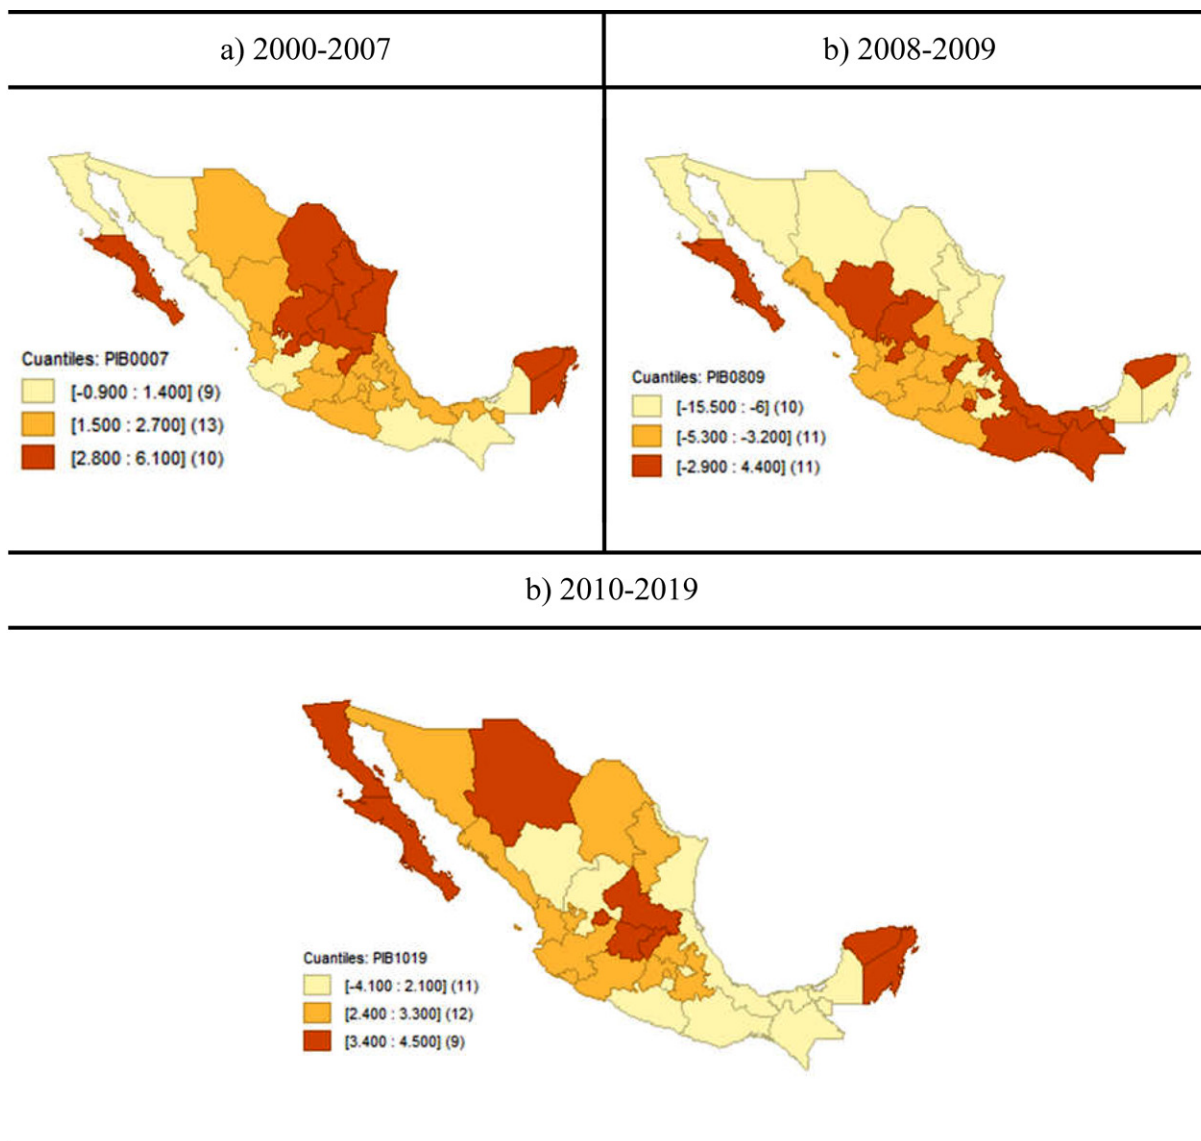 a) 2000-2007
b) 2008-2009
Cuantiles: PIB0007
[-0.900 : 1.400] (9)
[1.500 : 2.700] (13)
[2.800 : 6.100] (10)
Cuantiles: PIB0809
[-15.500 : -6] (10)
[-5.300 : -3.200] (11)
[-2.900 : 4.400] (11)
b) 2010-2019
Cuantiles: PIB1019
[-4.100 : 2.100] (11)
[2.400 : 3.300] (12)
[3.400 : 4.500] (9)